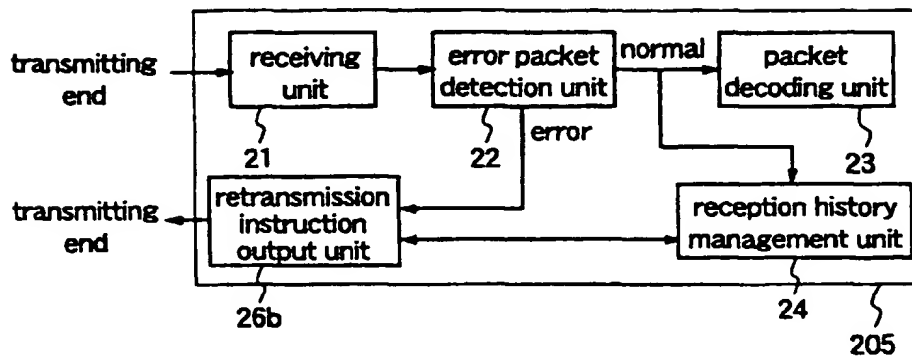 transmitting
end
receiving
unit
21
error packet
detection unit
22
normal
error
packet
decoding unit
23
transmitting
end
retransmission
instruction
output unit
26b
reception history
management unit
24
205